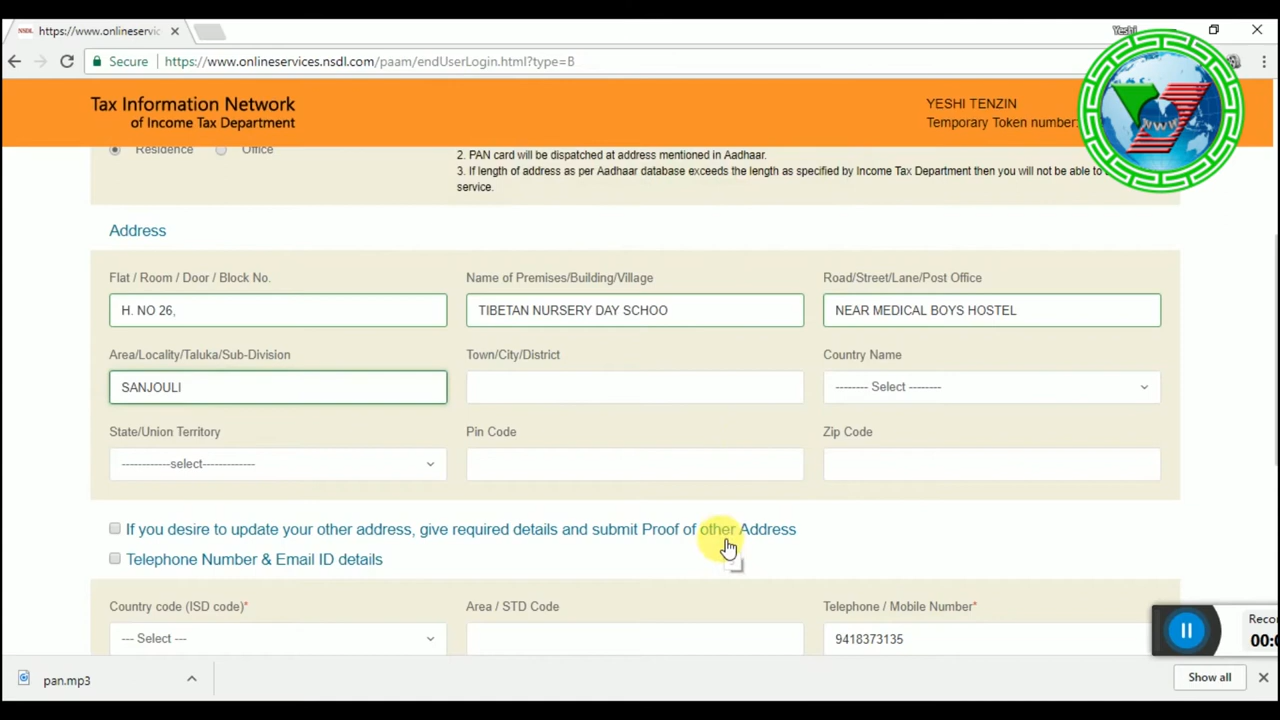 https://www.onlineservic
Yeshi
Secure https://www.onlineservices.nsdl.com/paam/endUserLogin.html?type=B
Tax Information Network
of Income Tax Department
YESHI TENZIN
Temporary Token number:
WWW
Residence Office
2. PAN card will be dispatched at address mentioned in Aadhaar.
3. If length of address as per Aadhaar database exceeds the length as specified by Income Tax Department then you will not be able to
service.
Address
Flat / Room / Door / Block No. Name of Premises/Building/Village Road/Street/Lane/Post Office
H. NO 26, TIBETAN NURSERY DAY SCHOO NEAR MEDICAL BOYS HOSTEL
Area/Locality/Taluka/Sub-Division Town/City/District Country Name
SANJOULI -------- Select --------
State/Union Territory Pin Code Zip Code
------------select-------------
If you desire to update your other address, give required details and submit Proof of other Address
Telephone Number & Email ID details
Country code (ISD code)* Area / STD Code Telephone / Mobile Number*
--- Select --- 9418373135
Reco
00:0
pan.mp3 Show all